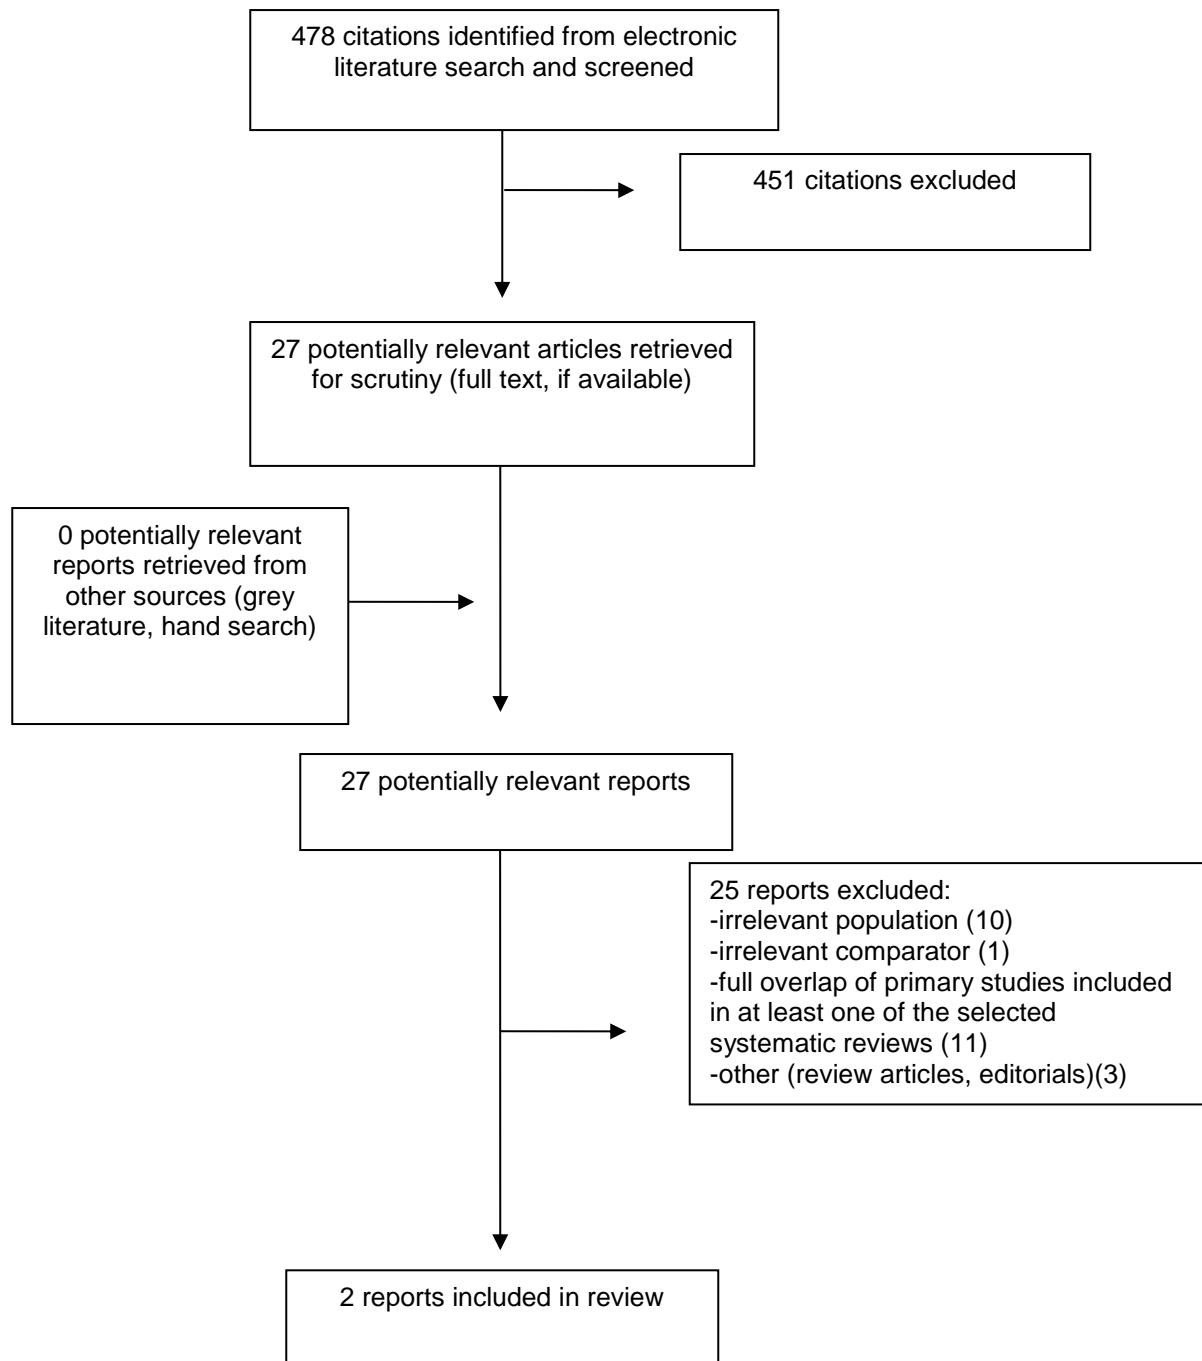 478 citations identified from electronic
literature search and screened
451 citations excluded
27 potentially relevant articles retrieved
for scrutiny (full text, if available)
0 potentially relevant
reports retrieved from
other sources (grey
literature, hand search)
27 potentially relevant reports
25 reports excluded:
-irrelevant population (10)
-irrelevant comparator (1)
-full overlap of primary studies included
in at least one of the selected
systematic reviews (11)
-other (review articles, editorials)(3)
2 reports included in review